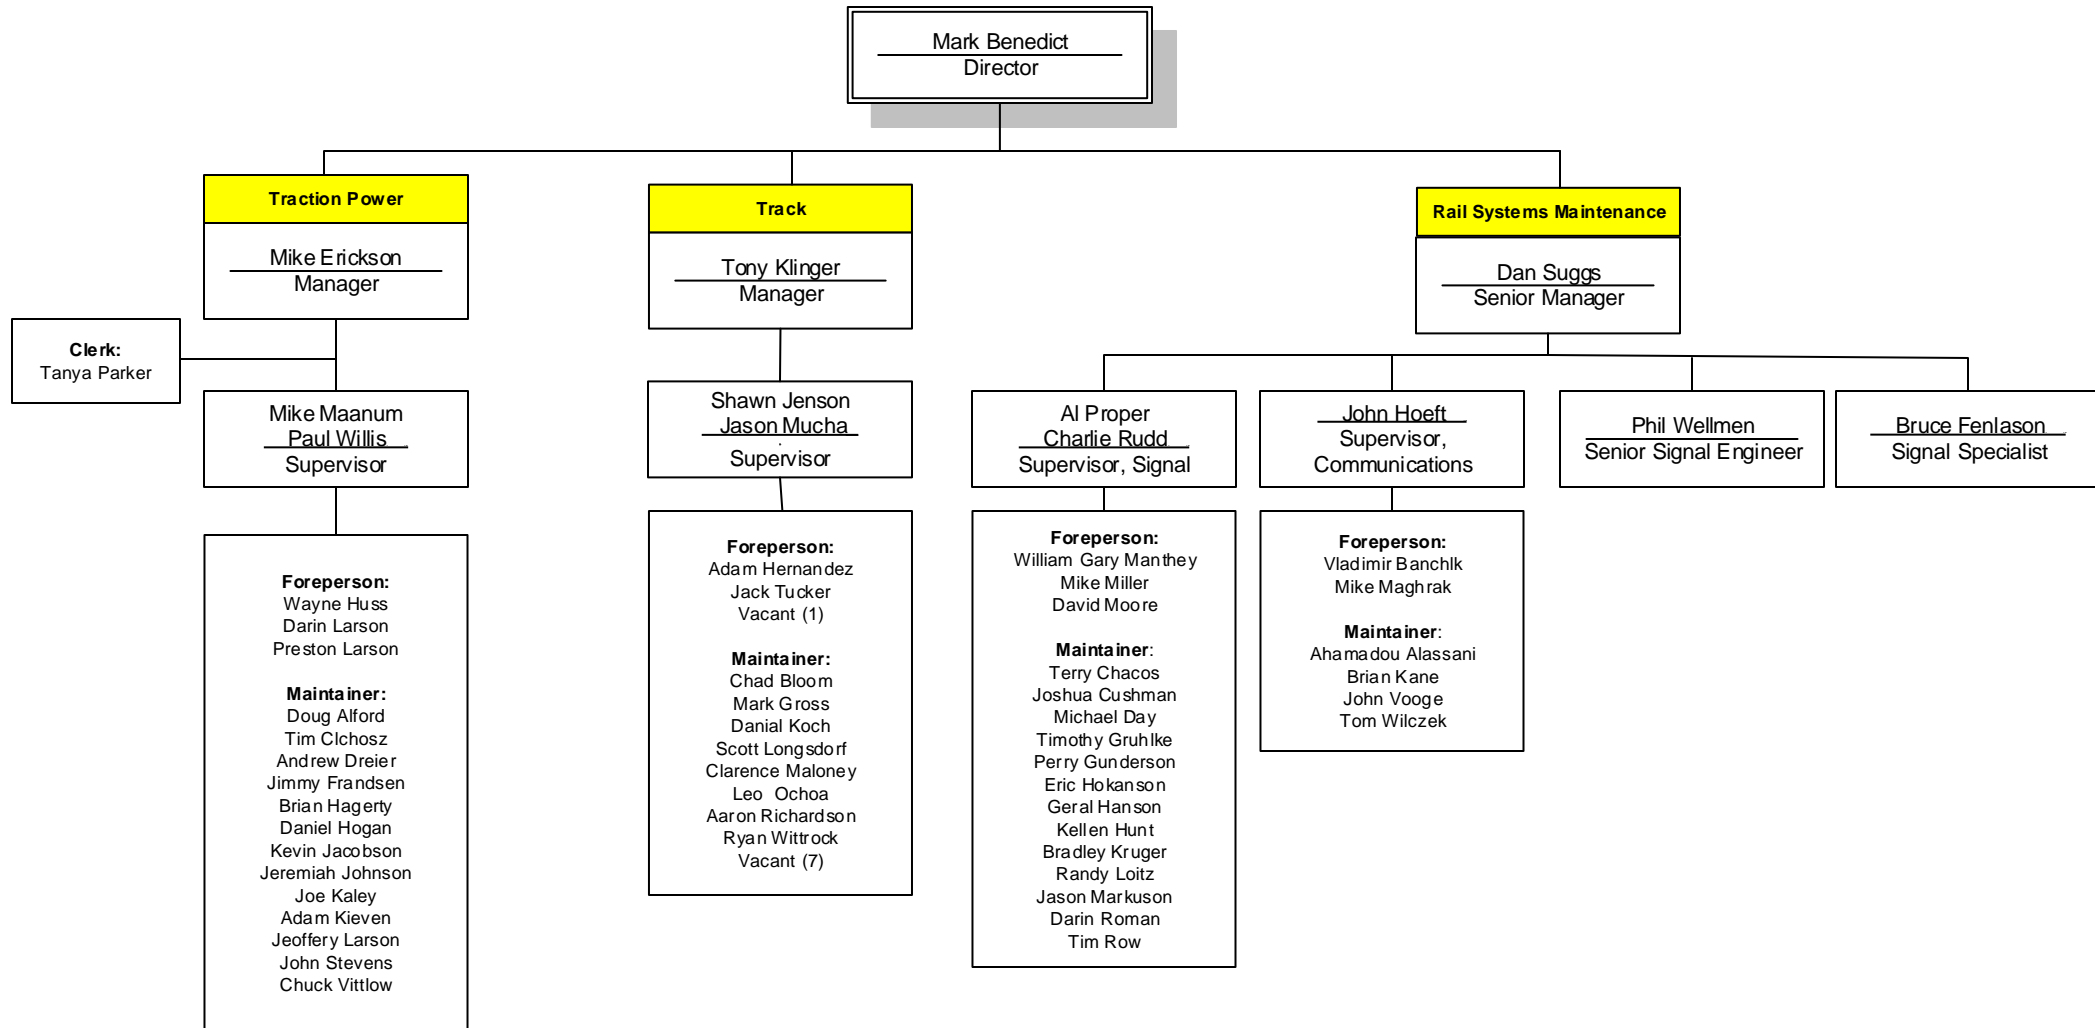 Mark Benedict
Director
Traction Power
Mike Erickson
Manager
Clerk:
Tanya Parker
Mike Maanum
Paul Willis
Supervisor
Foreperson:
Wayne Huss
Darin Larson
Preston Larson
Maintainer:
Doug Alford
Tim Clchosz
Andrew Dreier
Jimmy Frandsen
Brian Hagerty
Daniel Hogan
Kevin Jacobson
Jeremiah Johnson
Joe Kaley
Adam Kieven
Jeoffery Larson
John Stevens
Chuck Vittlow
Track
Tony Klinger
Manager
Shawn Jenson
Jason Mucha
Supervisor
Foreperson:
Adam Hernandez
Jack Tucker
Vacant (1)
Maintainer:
Chad Bloom
Mark Gross
Danial Koch
Scott Longsdorf
Clarence Maloney
Leo Ochoa
Aaron Richardson
Ryan Wittrock
Vacant (7)
Rail Systems Maintenance
Dan Suggs
Senior Manager
Al Proper
Charlie Rudd
Supervisor, Signal
Foreperson:
William Gary Manthey
Mike Miller
David Moore
Maintainer:
Terry Chacos
Joshua Cushman
Michael Day
Timothy Gruhlke
Perry Gunderson
Eric Hokanson
Geral Hanson
Kellen Hunt
Bradley Kruger
Randy Loitz
Jason Markuson
Darin Roman
Tim Row
John Hoeft
Supervisor,
Communications
Foreperson:
Vladimir Banchlk
Mike Maghrak
Maintainer:
Ahamadou Alassani
Brian Kane
John Vooge
Tom Wilczek
Phil Wellmen
Senior Signal Engineer
Bruce Fenlason
Signal Specialist